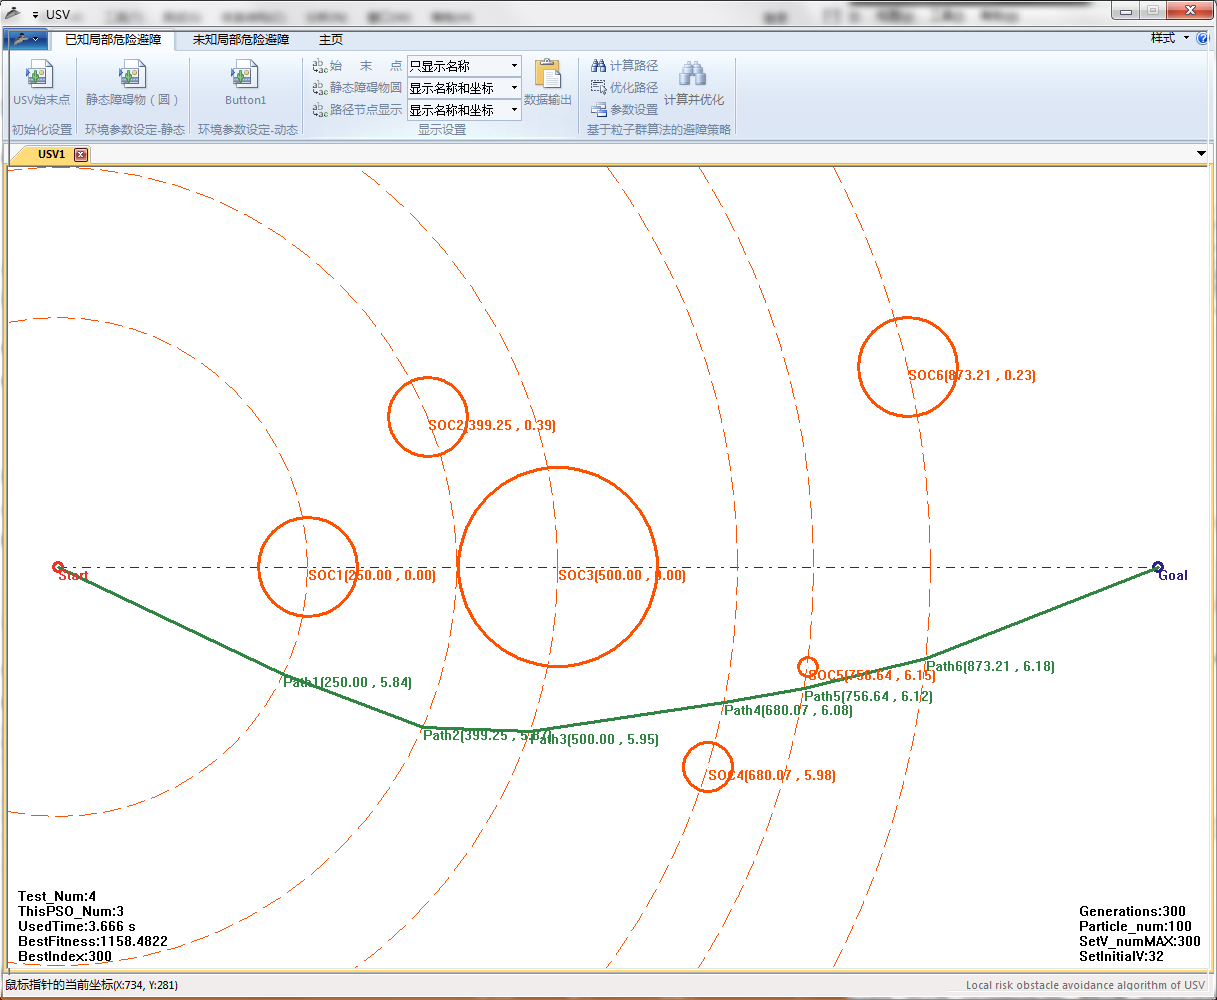 USV
已知局部危险避障 未知局部危险避障 主页 样式
USV始末点
初始化设置
静态障碍物（圆）
环境参数设定-静态
Button1
环境参数设定-动态
始 末 点 只显示名称
静态障碍物圆 显示名称和坐标
路径节点显示 显示名称和坐标
数据输出
显示设置
计算路径
优化路径
参数设置
计算并优化
基于粒子群算法的避障策略
USV1
SOC6(873.21 , 0.23)
SOC2(399.25 , 0.39)
Start
SOC1(250.00 , 0.00)
SOC3(500.00 , 0.00)
Goal
Path6(873.21 , 6.18)
SOC5(756.64 , 6.15)
Path1(250.00 , 5.84)
Path5(756.64 , 6.12)
Path4(680.07 , 6.08)
Path2(399.25 , 5.87)
Path3(500.00 , 5.95)
SOC4(680.07 , 5.98)
Test_Num:4
ThisPSO_Num:3
UsedTime:3.666 s
BestFitness:1158.4822
BestIndex:300
Generations:300
Particle_num:100
SetV_numMAX:300
SetInitialV:32
鼠标指针的当前坐标(X:734, Y:281)
Local risk obstacle avoidance algorithm of USV